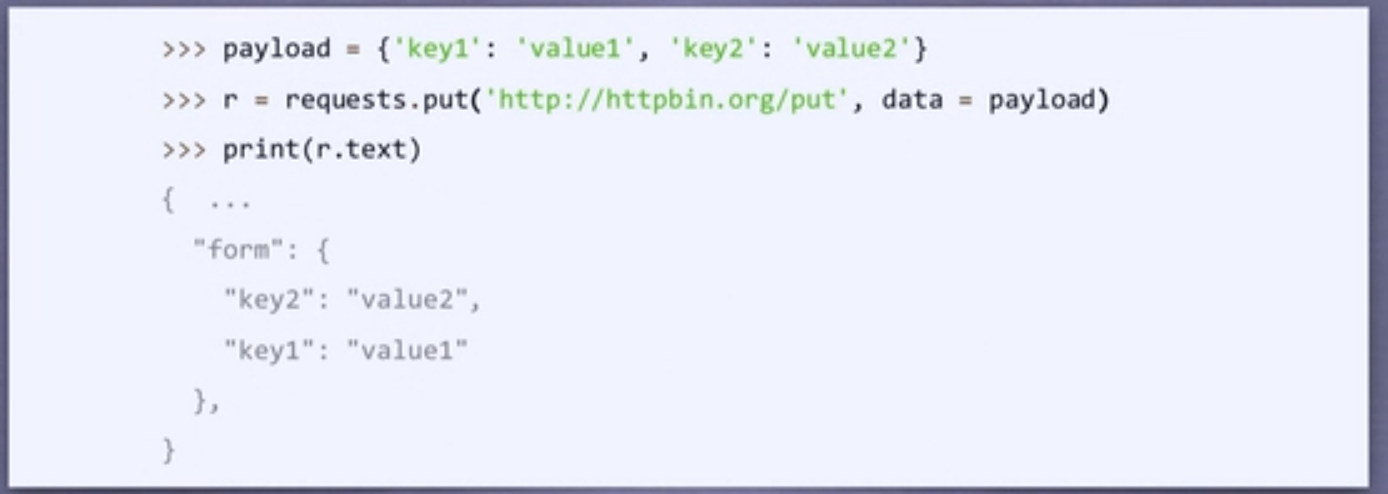 >>> payload = {'key1': 'value1', 'key2': 'value2'}
>>> r = requests.put('http://httpbin.org/put', data = payload)
>>> print(r.text)
{  ...
  "form": {
    "key2": "value2",
    "key1": "value1"
  },
}